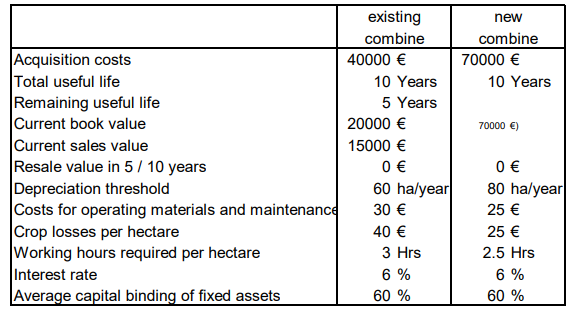 existing new
combine combine
Acquisition costs 40000 € 70000 €
Total useful life 10 Years 10 Years
Remaining useful life 5 Years
Current book value 20000 € 70000 €)
Current sales value 15000 €
Resale value in 5 / 10 years 0 € 0 €
Depreciation threshold 60 ha/year 80 ha/year
Costs for operating materials and maintenance 30 € 25 €
Crop losses per hectare 40 € 25 €
Working hours required per hectare 3 Hrs 2.5 Hrs
Interest rate 6 % 6 %
Average capital binding of fixed assets 60 % 60 %